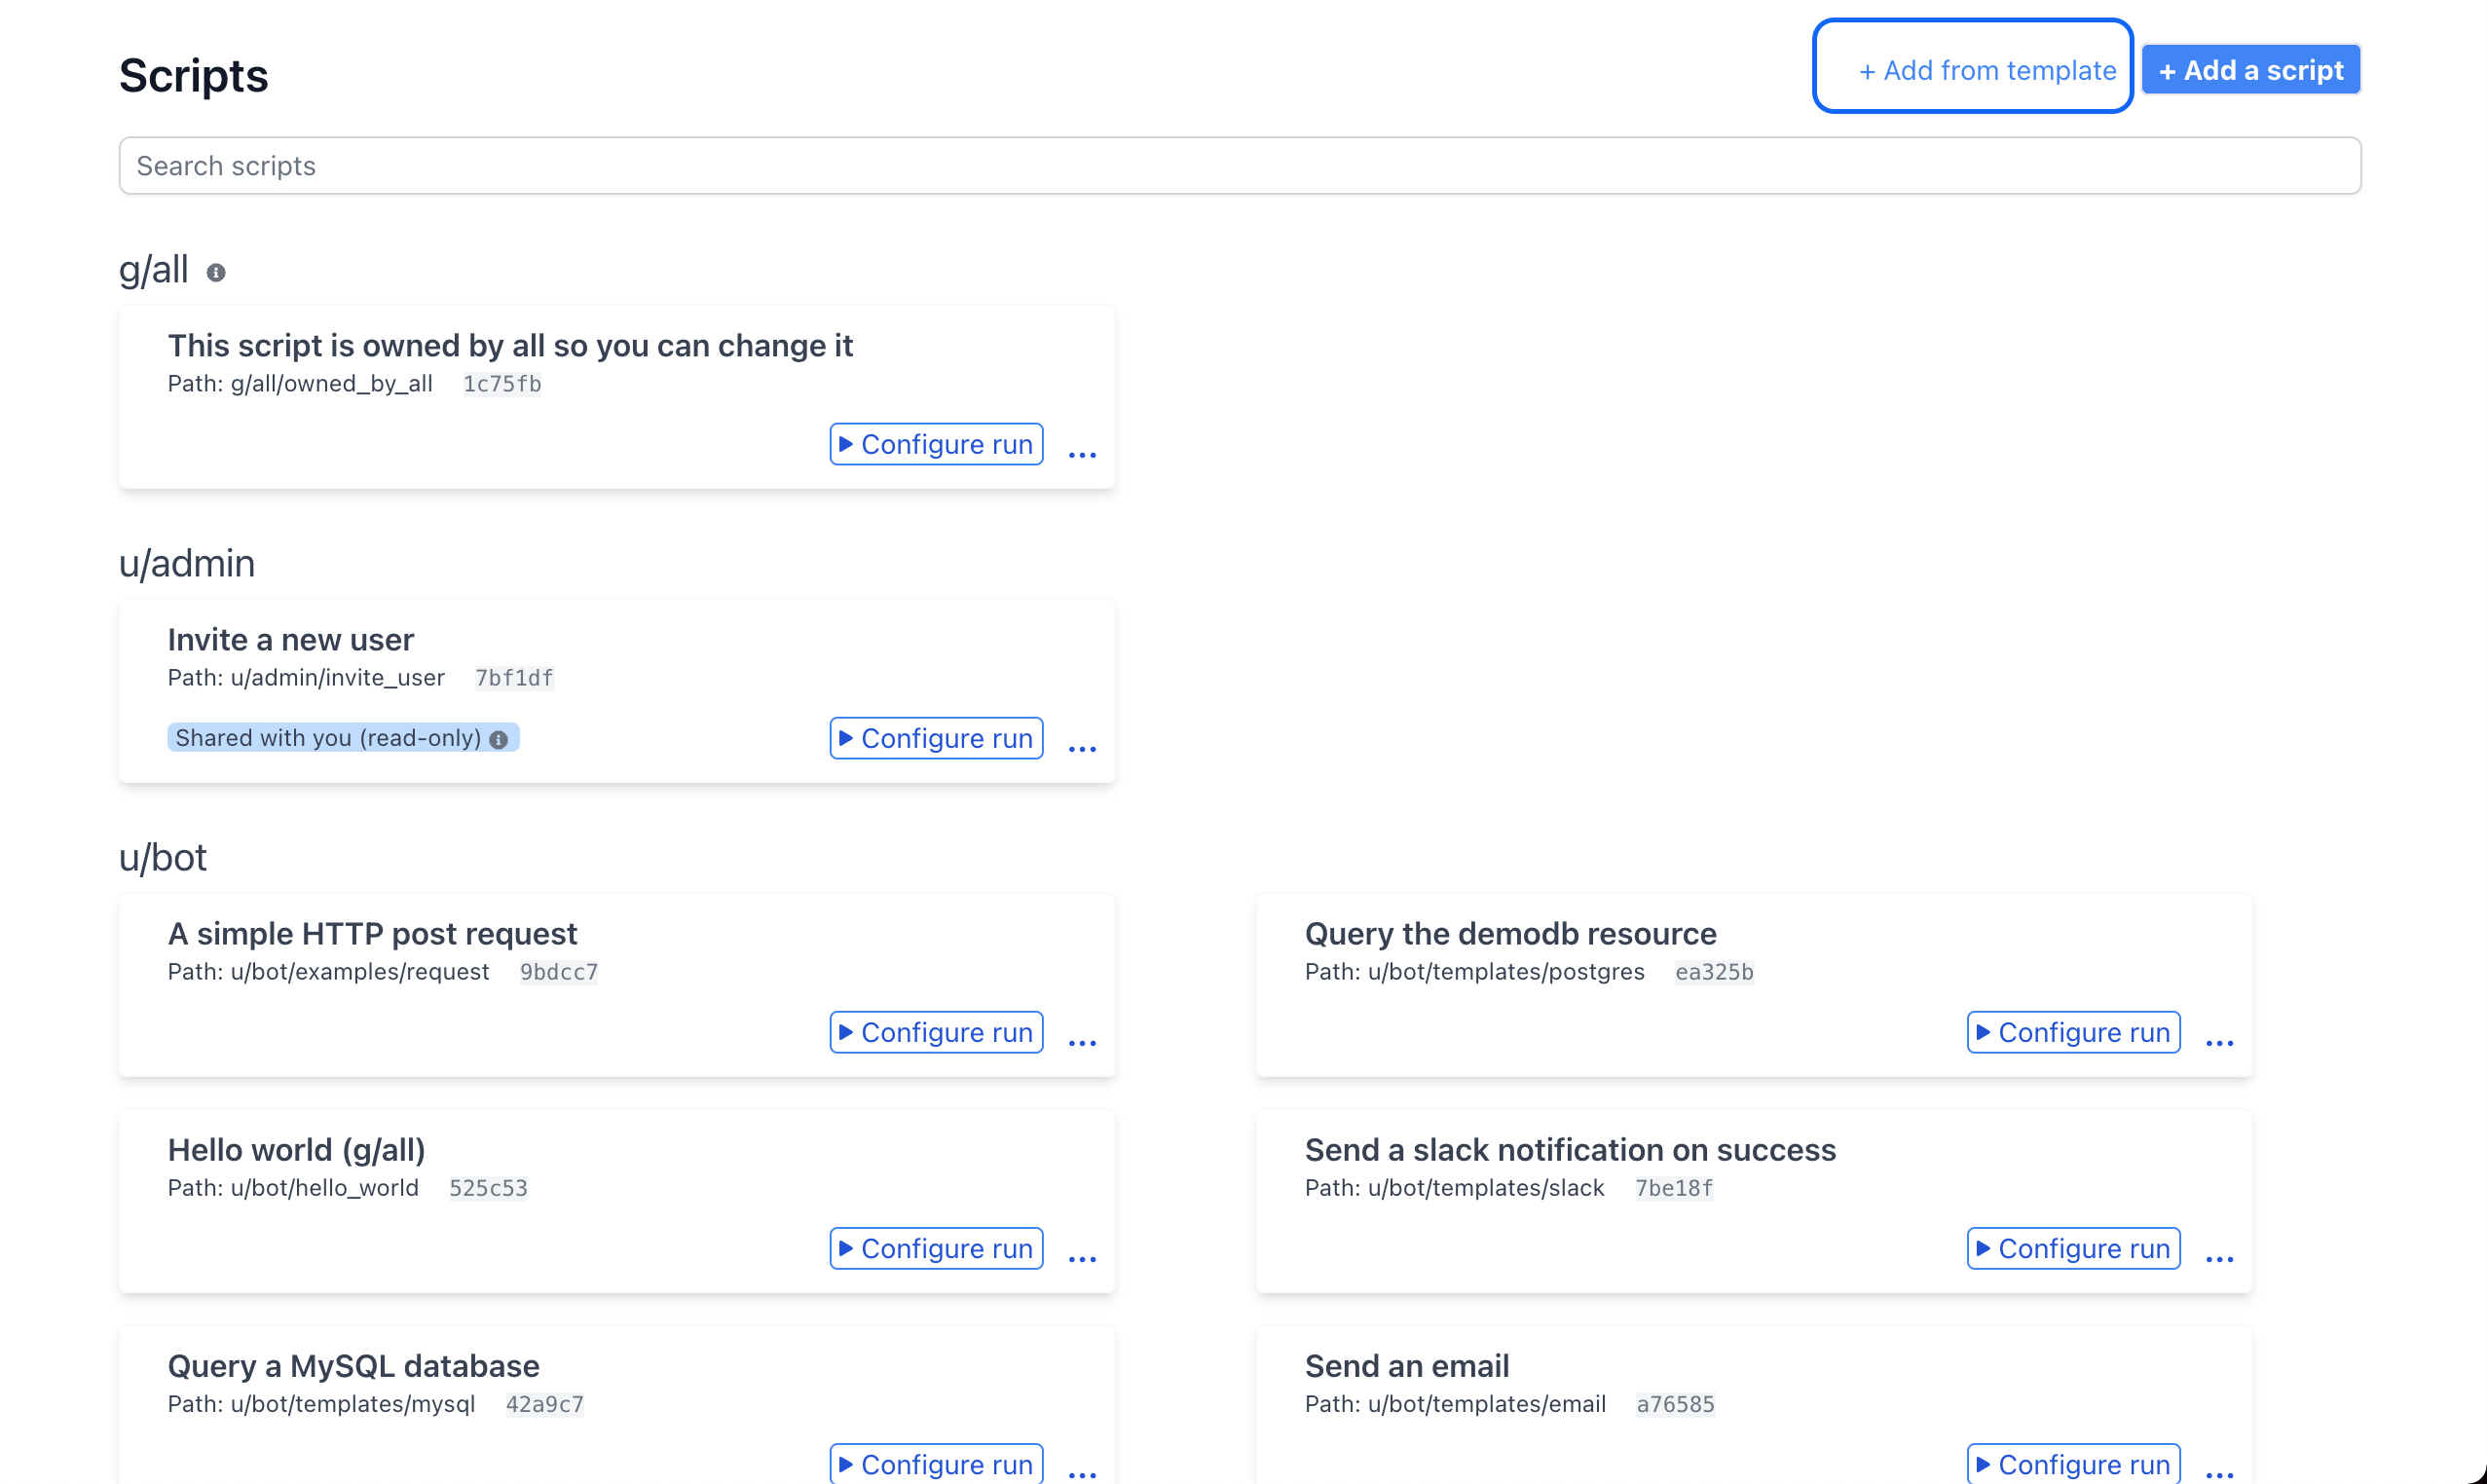 Scripts
+ Add from template
+ Add a script
Search scripts
g/all
This script is owned by all so you can change it
Path: g/all/owned_by_all 1c75fb
Configure run ...
u/admin
Invite a new user
Path: u/admin/invite_user 7bf1df
Shared with you (read-only)
Configure run ...
u/bot
A simple HTTP post request
Path: u/bot/examples/request 9bdcc7
Configure run ...
Query the demodb resource
Path: u/bot/templates/postgres ea325b
Configure run ...
Hello world (g/all)
Path: u/bot/hello_world 525c53
Configure run ...
Send a slack notification on success
Path: u/bot/templates/slack 7be18f
Configure run ...
Query a MySQL database
Path: u/bot/templates/mysql 42a9c7
Configure run ...
Send an email
Path: u/bot/templates/email a76585
Configure run ...